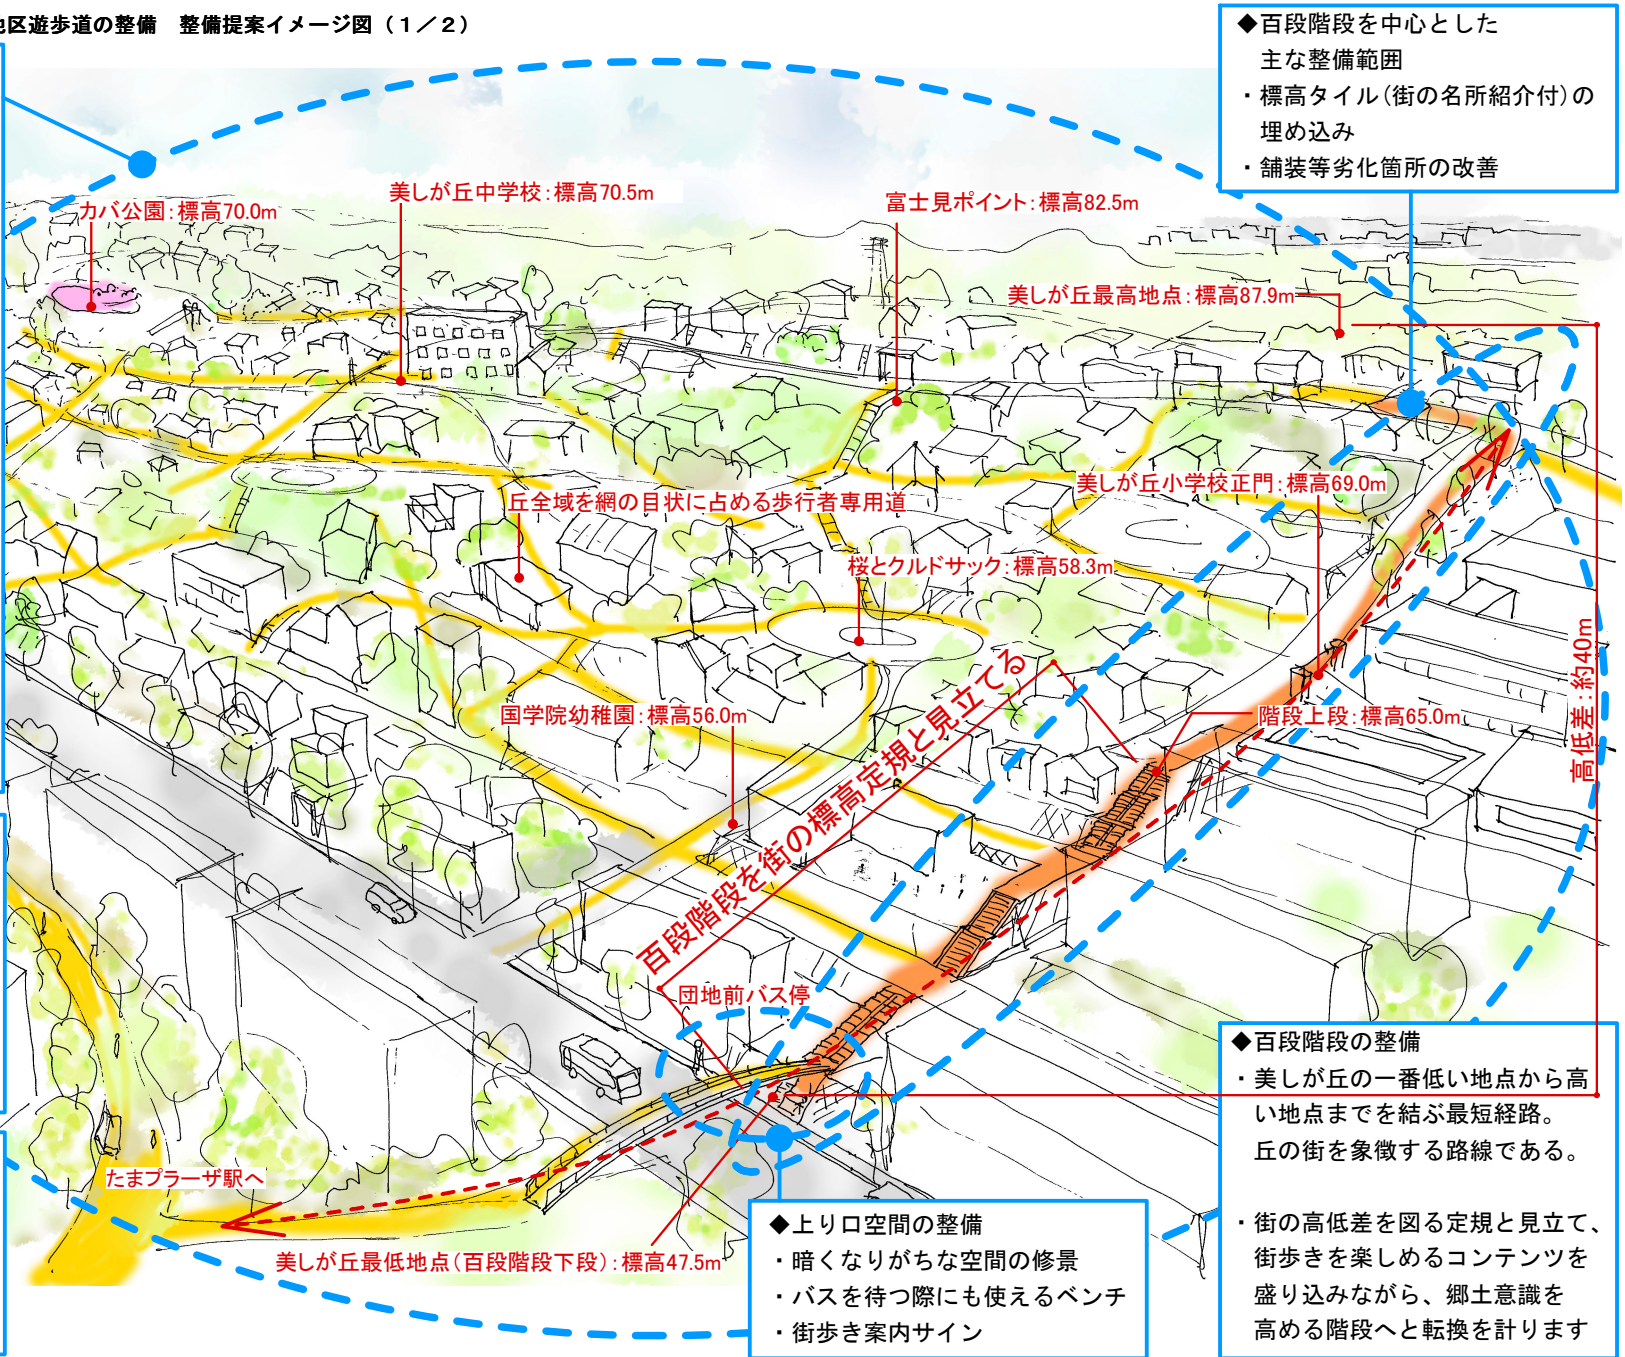 地区遊歩道の整備　整備提案イメージ図（１／２）
◆百段階段を中心とした
主な整備範囲
・標高タイル(街の名所紹介付)の
埋め込み
・舗装等劣化箇所の改善
カバ公園:標高70.0m
美しが丘中学校:標高70.5m
富士見ポイント:標高82.5m
美しが丘最高地点:標高87.9m
美しが丘小学校正門:標高69.0m
丘全域を網の目状に占める歩行者専用道
桜とクルドサック:標高58.3m
高低差:約40m
国学院幼稚園:標高56.0m
階段上段:標高65.0m
百段階段を街の標高定規と見立てる
団地前バス停
たまプラーザ駅へ
美しが丘最低地点(百段階段下段):標高47.5m
◆上り口空間の整備
・暗くなりがちな空間の修景
・バスを待つ際にも使えるベンチ
・街歩き案内サイン
◆百段階段の整備
・美しが丘の一番低い地点から高
い地点までを結ぶ最短経路。
丘の街を象徴する路線である。
・街の高低差を図る定規と見立て、
街歩きを楽しめるコンテンツを
盛り込みながら、郷土意識を
高める階段へと転換を計ります